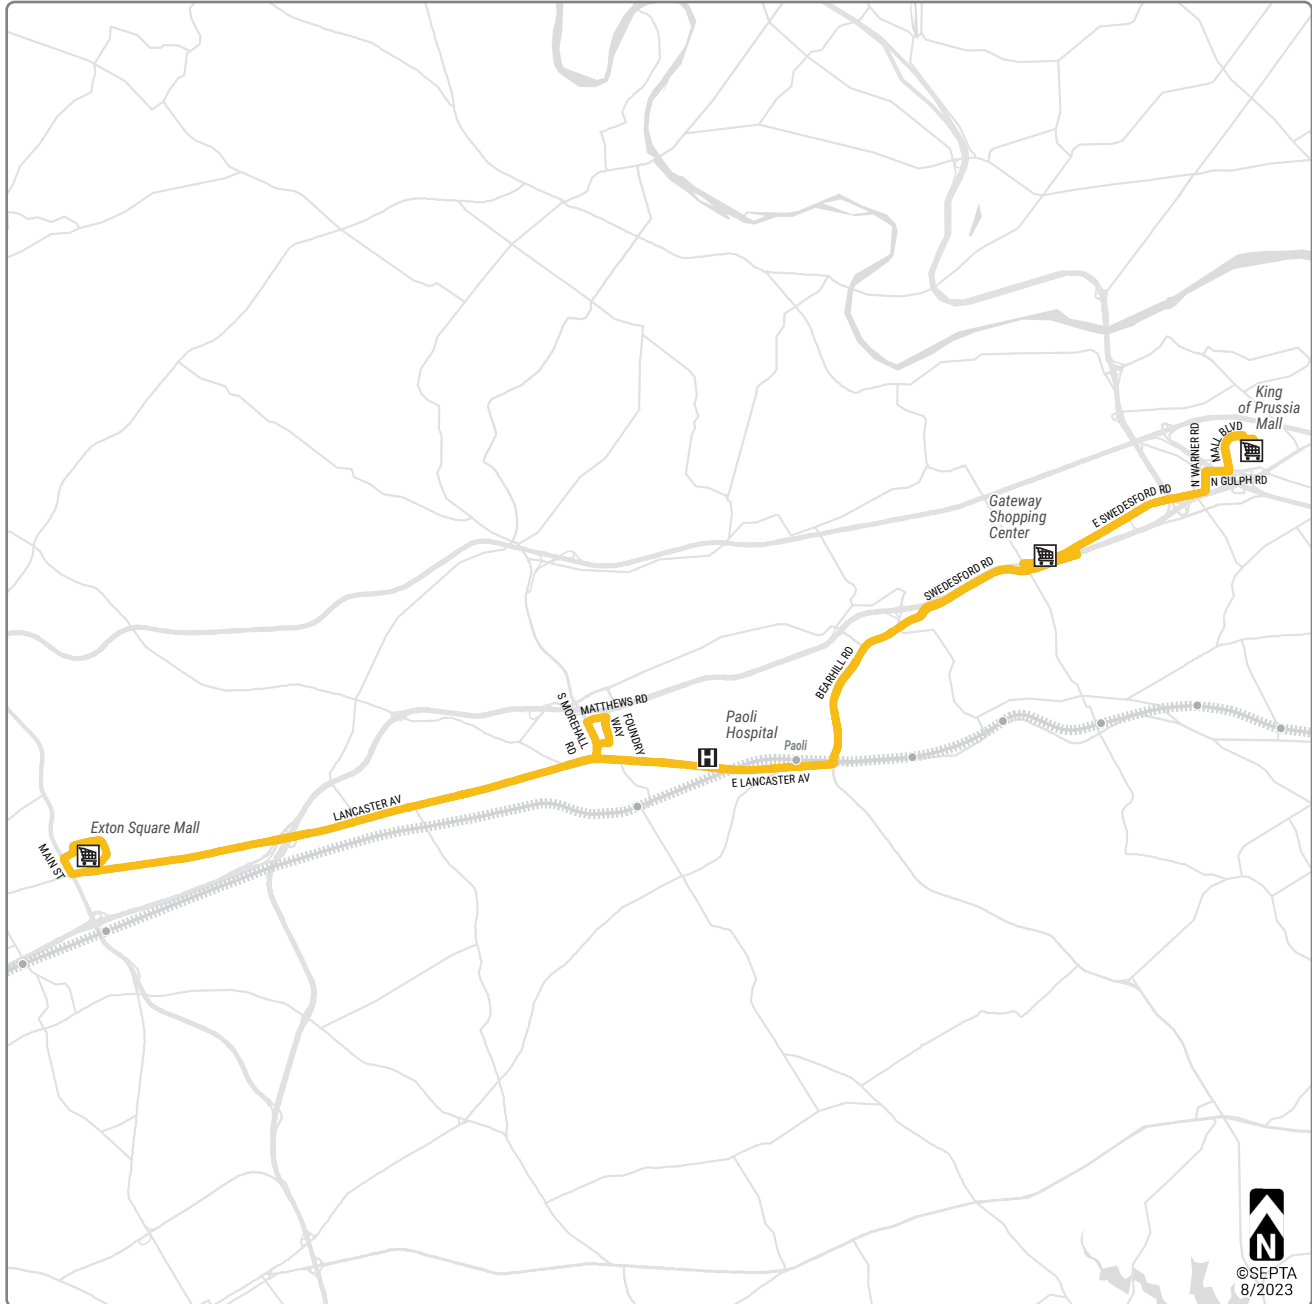 King
of Prussia
Mall
MALL BLVD
N WARNER RD
N GULPH RD
E SWEDESFORD RD
Gateway
Shopping
Center
SWEDESFORD RD
BEARHILL RD
S MOREHALL
RD
MATTHEWS RD
FOUNDRY
WAY
Paoli
Hospital
H
Paoli
E LANCASTER AV
LANCASTER AV
Exton Square Mall
MAIN ST
N
©SEPTA
8/2023